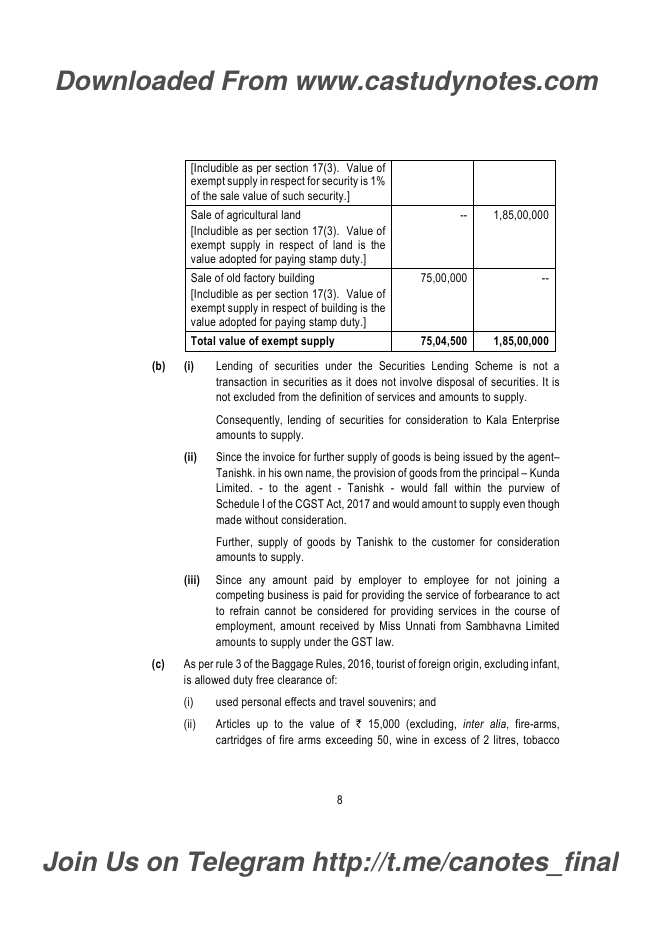 Downloaded From www.castudynotes.com
[Includible as per section 17(3). Value of
exempt supply in respect for security is 1%
of the sale value of such security.]
Sale of agricultural land -- 1,85,00,000
[Includible as per section 17(3). Value of
exempt supply in respect of land is the
value adopted for paying stamp duty.]
Sale of old factory building 75,00,000 --
[Includible as per section 17(3). Value of
exempt supply in respect of building is the
value adopted for paying stamp duty.]
Total value of exempt supply 75,04,500 1,85,00,000
(b) (i) Lending of securities under the Securities Lending Scheme is not a
transaction in securities as it does not involve disposal of securities. It is
not excluded from the definition of services and amounts to supply.
Consequently, lending of securities for consideration to Kala Enterprise
amounts to supply.
(ii) Since the invoice for further supply of goods is being issued by the agent–
Tanishk. in his own name, the provision of goods from the principal – Kunda
Limited. - to the agent - Tanishk - would fall within the purview of
Schedule I of the CGST Act, 2017 and would amount to supply even though
made without consideration.
Further, supply of goods by Tanishk to the customer for consideration
amounts to supply.
(iii) Since any amount paid by employer to employee for not joining a
competing business is paid for providing the service of forbearance to act
to refrain cannot be considered for providing services in the course of
employment, amount received by Miss Unnati from Sambhavna Limited
amounts to supply under the GST law.
(c) As per rule 3 of the Baggage Rules, 2016, tourist of foreign origin, excluding infant,
is allowed duty free clearance of:
(i) used personal effects and travel souvenirs; and
(ii) Articles up to the value of ₹ 15,000 (excluding, inter alia, fire-arms,
cartridges of fire arms exceeding 50, wine in excess of 2 litres, tobacco
8
Join Us on Telegram http://t.me/canotes_final